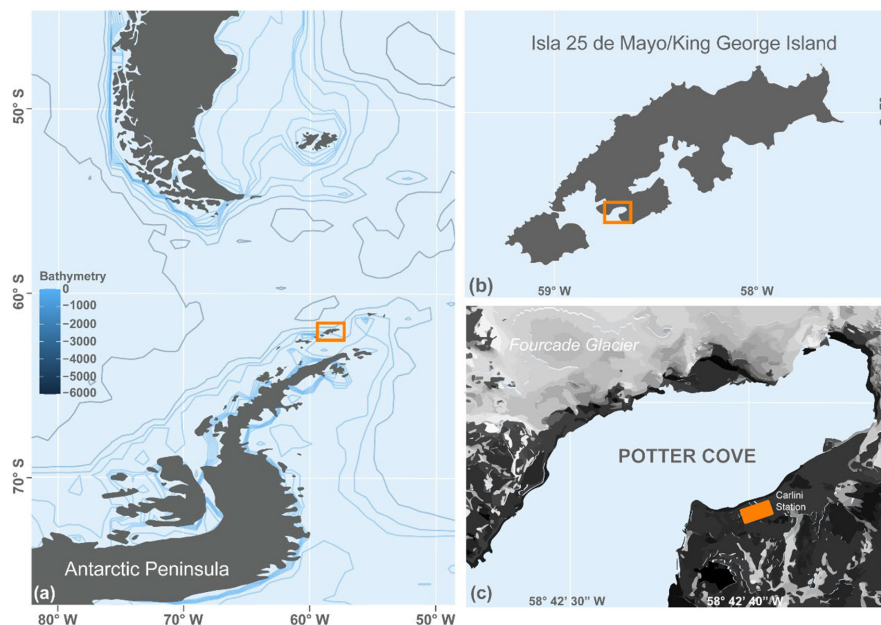 50° S
60° S
70° S
Bathymetry
0
−1000
−2000
−3000
−4000
−5000
−6000
Antarctic Peninsula
(a)
80° W
70° W
60° W
50° W
Isla 25 de Mayo/King George Island
(b)
59° W
58° W
Fourcade Glacier
POTTER COVE
Carlini
Station
(c)
58° 42’ 30” W
58° 42’ 40” W